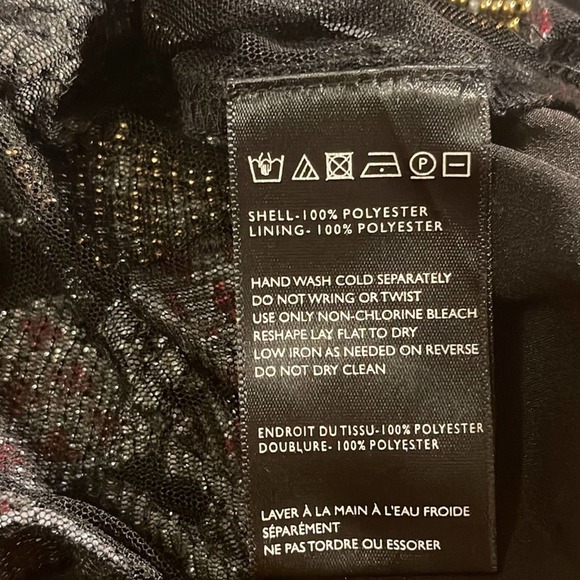 P
SHELL-100% POLYESTER
LINING- 100% POLYESTER
HAND WASH COLD SEPARATELY
DO NOT WRING OR TWIST
USE ONLY NON-CHLORINE BLEACH
RESHAPE LAY FLAT TO DRY
LOW IRON AS NEEDED ON REVERSE
DO NOT DRY CLEAN
ENDROIT DU TISSU-100% POLYESTER
DOUBLURE- 100% POLYESTER
LAVER À LA MAIN À L'EAU FROIDE
SÉPARÉMENT
NE PAS TORDRE OU ESSORER